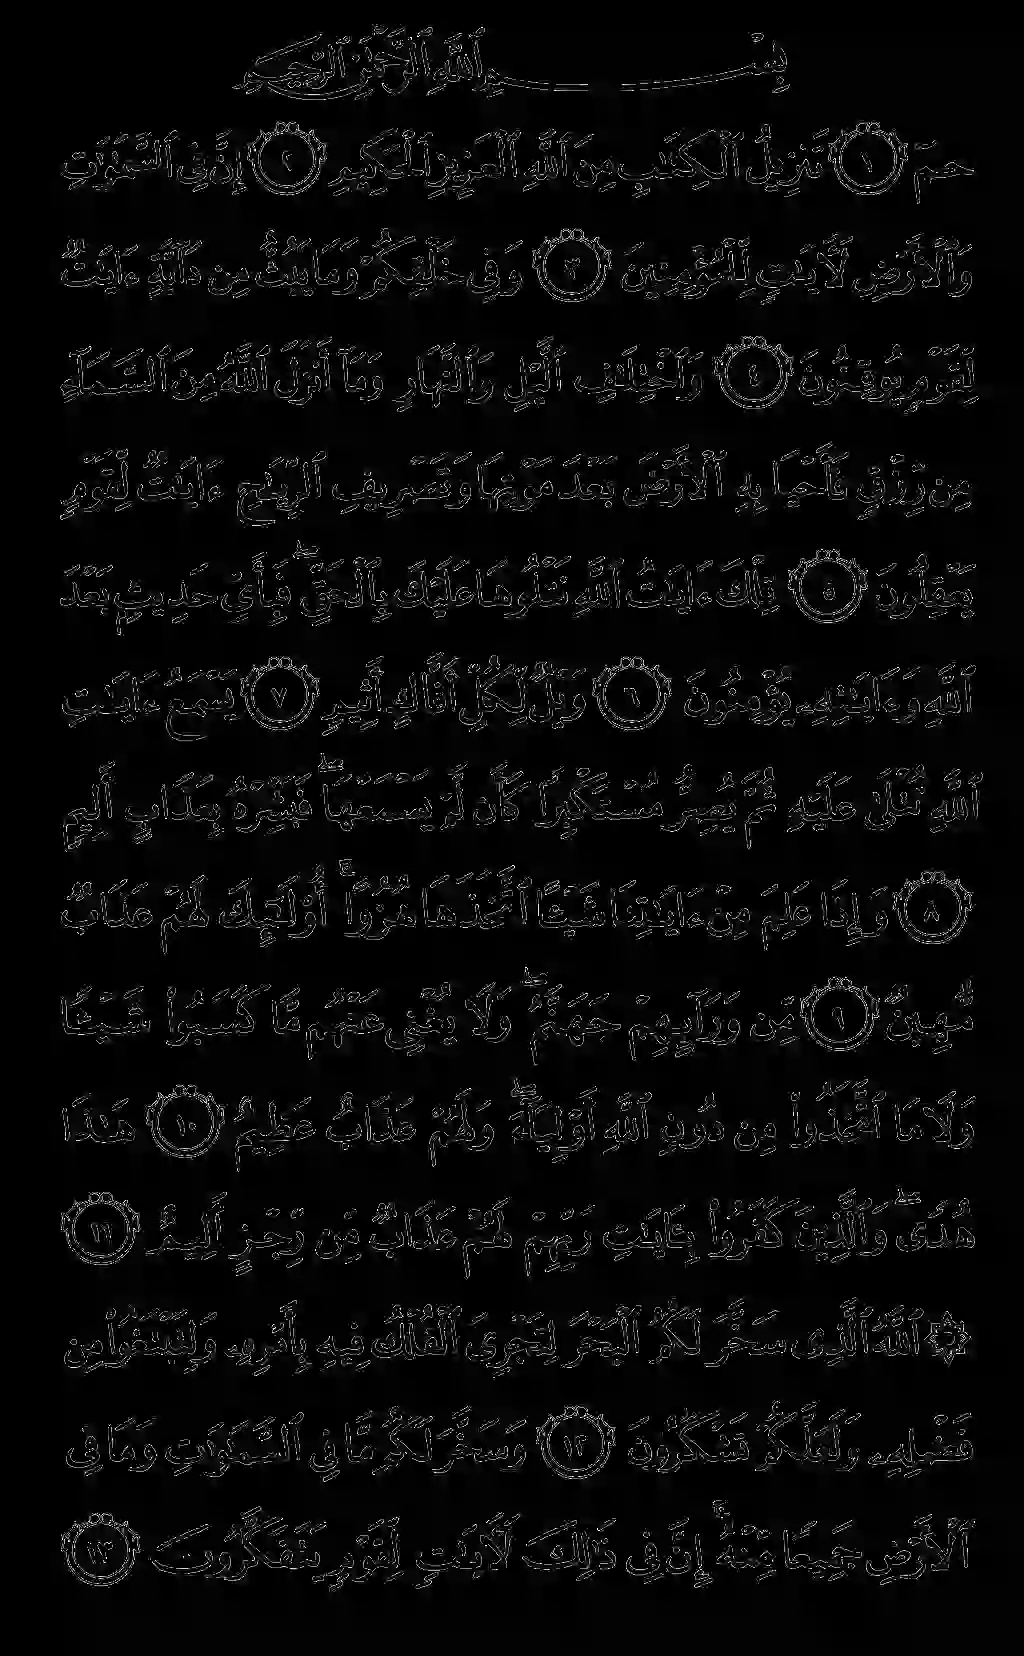 بِسْمِ ٱللَّهِ ٱلرَّحْمَٰنِ ٱلرَّحِيمِ
حمٓ ١ تَنزِيلُ ٱلْكِتَٰبِ مِنَ ٱللَّهِ ٱلْعَزِيزِ ٱلْحَكِيمِ ٢ إِنَّ فِى ٱلسَّمَٰوَٰتِ
وَٱلْأَرْضِ لَءَايَٰتٍ لِّلْمُؤْمِنِينَ ٣ وَفِى خَلْقِكُمْ وَمَا يَبُثُّ مِن دَآبَّةٍ ءَايَٰتٌ
لِّقَوْمٍ يُوقِنُونَ ٤ وَٱخْتِلَٰفِ ٱلَّيْلِ وَٱلنَّهَارِ وَمَآ أَنزَلَ ٱللَّهُ مِنَ ٱلسَّمَآءِ
مِن رِّزْقٍ فَأَحْيَا بِهِ ٱلْأَرْضَ بَعْدَ مَوْتِهَا وَتَصْرِيفِ ٱلرِّيَٰحِ ءَايَٰتٌ لِّقَوْمٍ
يَعْقِلُونَ ٥ تِلْكَ ءَايَٰتُ ٱللَّهِ نَتْلُوهَا عَلَيْكَ بِٱلْحَقِّ ۖ فَبِأَىِّ حَدِيثٍۭ بَعْدَ
ٱللَّهِ وَءَايَٰتِهِۦ يُؤْمِنُونَ ٦ وَيْلٌ لِّكُلِّ أَفَّاكٍ أَثِيمٍ ٧ يَسْمَعُ ءَايَٰتِ
ٱللَّهِ تُتْلَىٰ عَلَيْهِ ثُمَّ يُصِرُّ مُسْتَكْبِرًا كَأَن لَّمْ يَسْمَعْهَا ۖ فَبَشِّرْهُ بِعَذَابٍ أَلِيمٍ
٨ وَإِذَا عَلِمَ مِنْ ءَايَٰتِنَا شَيْـًٔا ٱتَّخَذَهَا هُزُوًا ۚ أُو۟لَٰٓئِكَ لَهُمْ عَذَابٌ
مُّهِينٌ ٩ مِّن وَرَآئِهِمْ جَهَنَّمُ ۖ وَلَا يُغْنِى عَنْهُم مَّا كَسَبُوا۟ شَيْـًٔا
وَلَا مَا ٱتَّخَذُوا۟ مِن دُونِ ٱللَّهِ أَوْلِيَآءَ ۖ وَلَهُمْ عَذَابٌ عَظِيمٌ ١٠ هَٰذَا
هُدًى ۖ وَٱلَّذِينَ كَفَرُوا۟ بِـَٔايَٰتِ رَبِّهِمْ لَهُمْ عَذَابٌ مِّن رِّجْزٍ أَلِيمٌ ١١
۞ ٱللَّهُ ٱلَّذِى سَخَّرَ لَكُمُ ٱلْبَحْرَ لِتَجْرِىَ ٱلْفُلْكُ فِيهِ بِأَمْرِهِۦ وَلِتَبْتَغُوا۟ مِن
فَضْلِهِۦ وَلَعَلَّكُمْ تَشْكُرُونَ ١٢ وَسَخَّرَ لَكُم مَّا فِى ٱلسَّمَٰوَٰتِ وَمَا فِى
ٱلْأَرْضِ جَمِيعًا مِّنْهُ ۚ إِنَّ فِى ذَٰلِكَ لَءَايَٰتٍ لِّقَوْمٍ يَتَفَكَّرُونَ ١٣